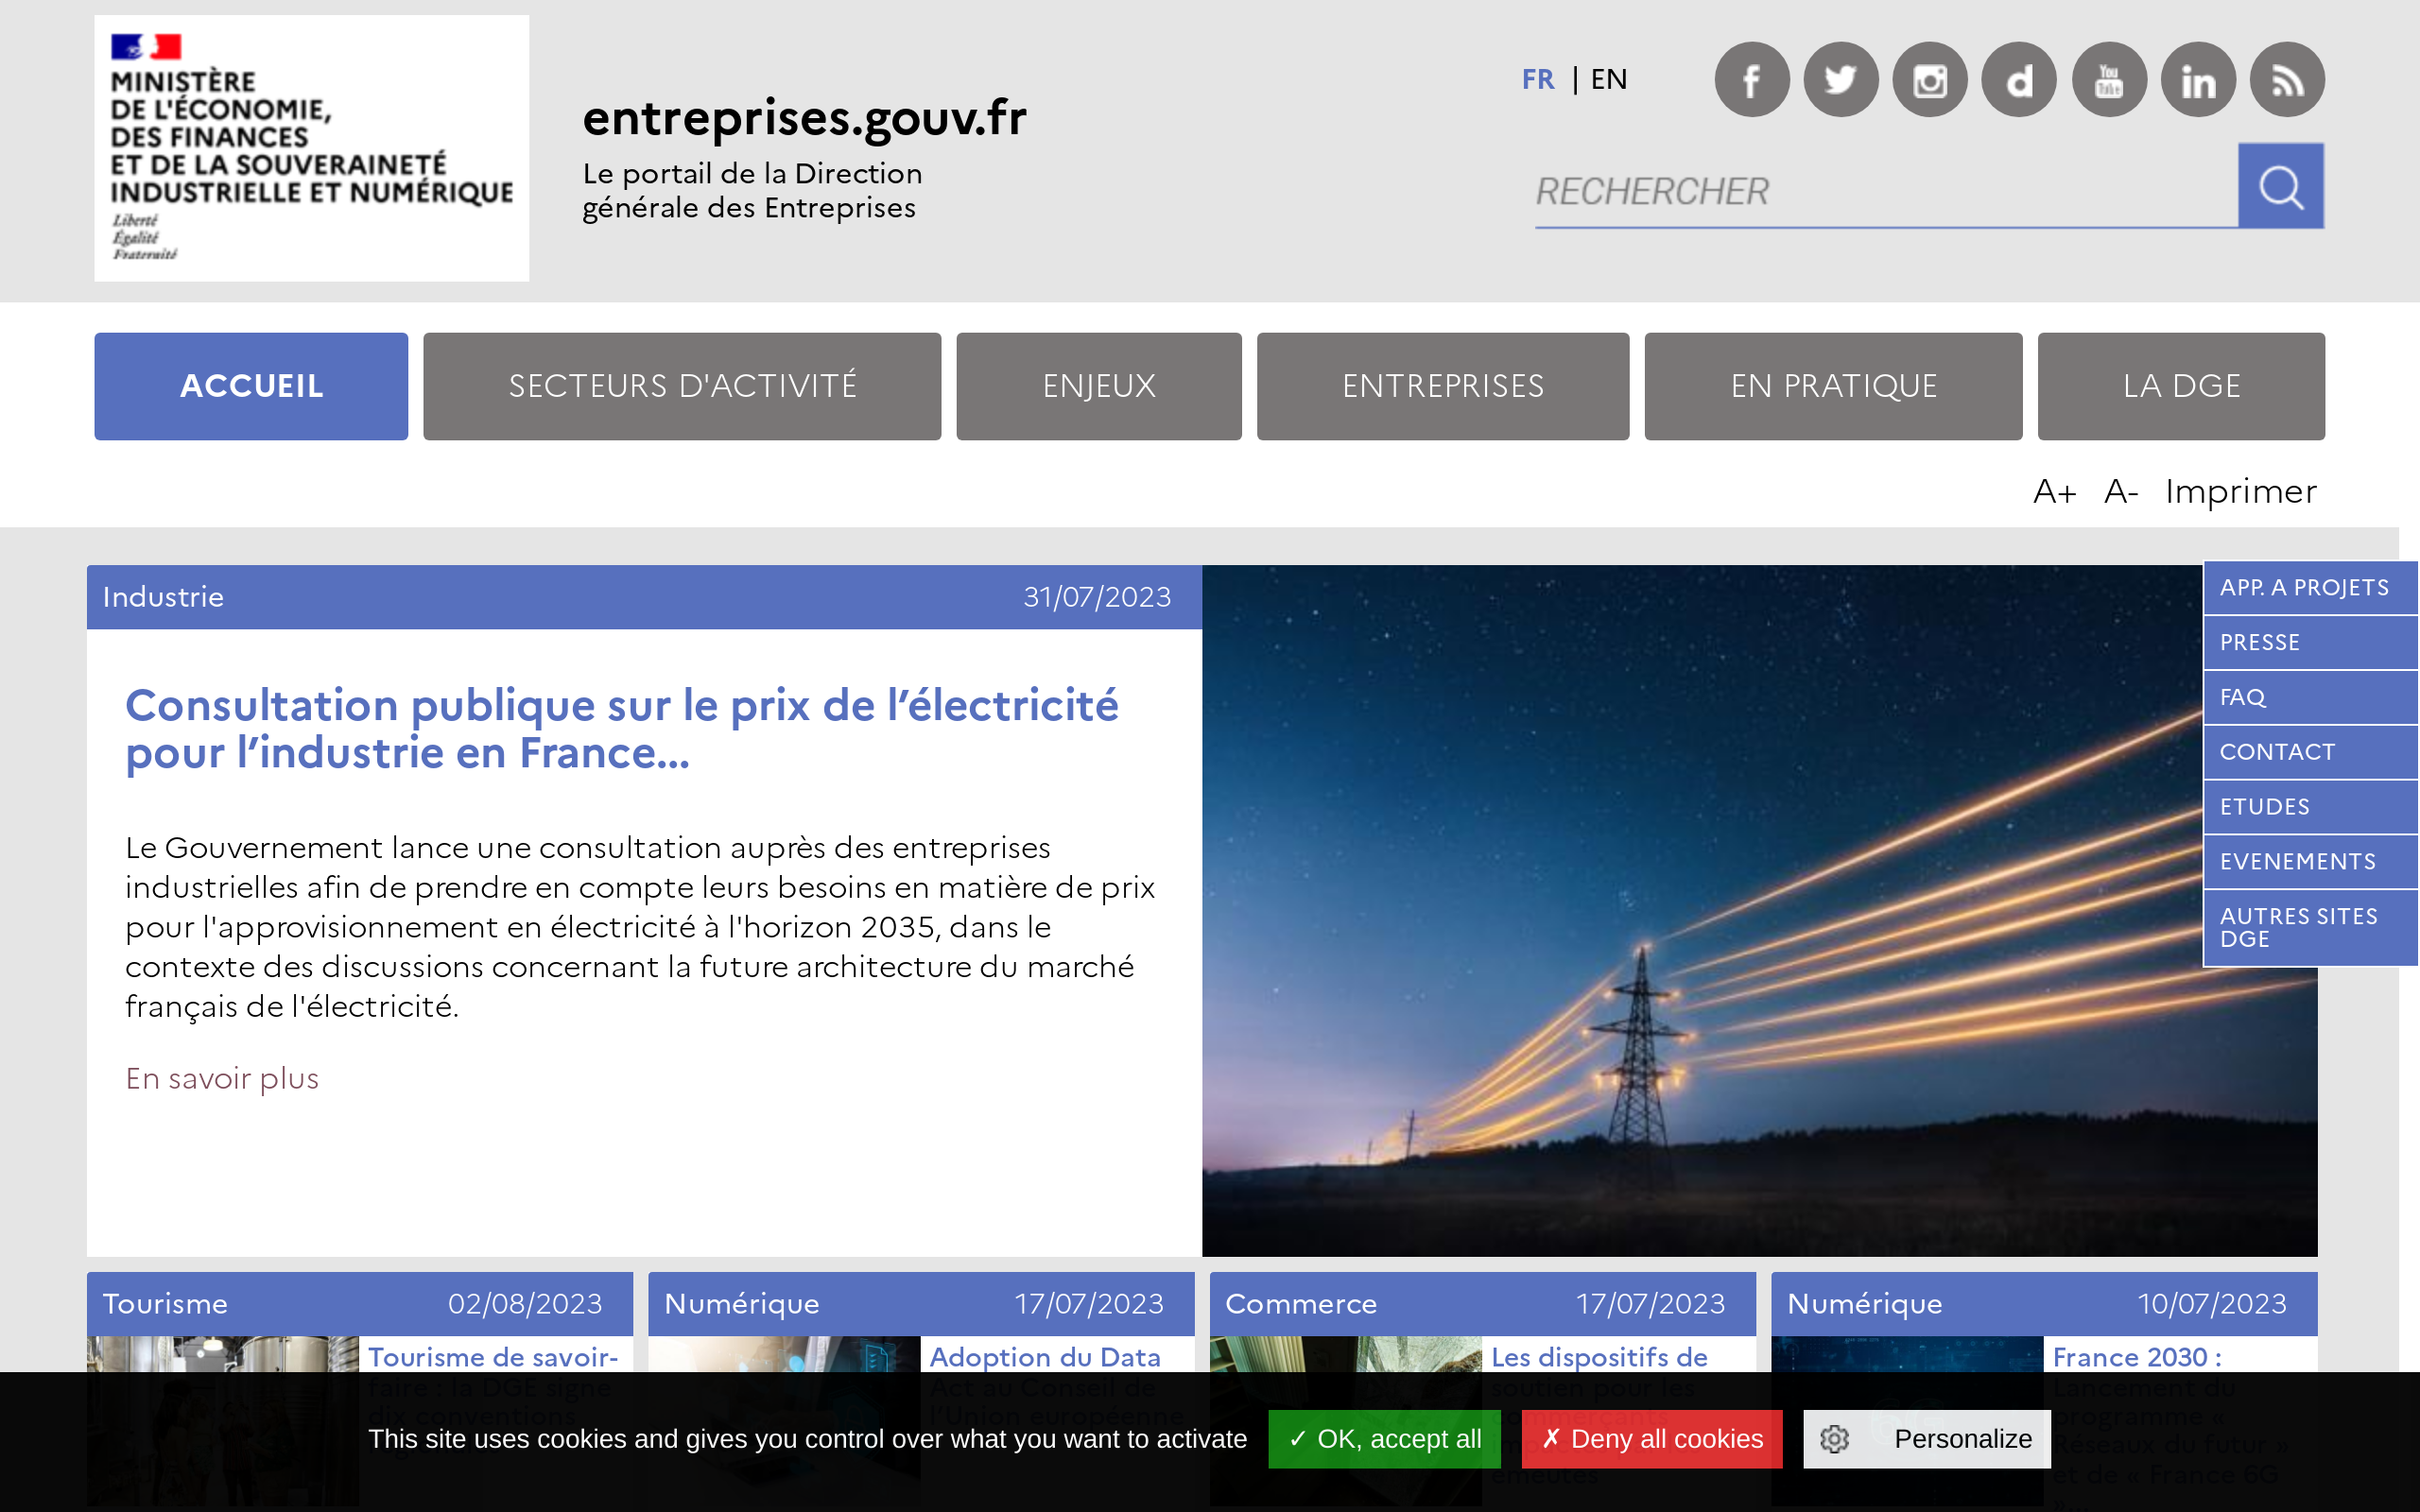 MINISTÈRE
DE L'ÉCONOMIE,
DES FINANCES
ET DE LA SOUVERAINETÉ
INDUSTRIELLE ET NUMÉRIQUE
Liberté
Égalité
Fraternité
entreprises.gouv.fr
Le portail de la Direction
générale des Entreprises
FR | EN
RECHERCHER
ACCUEIL
SECTEURS D'ACTIVITÉ
ENJEUX
ENTREPRISES
EN PRATIQUE
LA DGE
A+ A- Imprimer
Industrie 31/07/2023
Consultation publique sur le prix de l’électricité
pour l’industrie en France...
Le Gouvernement lance une consultation auprès des entreprises
industrielles afin de prendre en compte leurs besoins en matière de prix
pour l'approvisionnement en électricité à l'horizon 2035, dans le
contexte des discussions concernant la future architecture du marché
français de l'électricité.
En savoir plus
APP. A PROJETS
PRESSE
FAQ
CONTACT
ETUDES
EVENEMENTS
AUTRES SITES
DGE
Tourisme 02/08/2023
Tourisme de savoir-
faire : la DGE signe
dix conventions
Numérique 17/07/2023
Adoption du Data
Act au Conseil de
l’Union européenne
Commerce 17/07/2023
Les dispositifs de
soutien pour les
commerçants
émeutes
Numérique 10/07/2023
France 2030 :
Lancement du
programme «
Réseaux du futur »
et de « France 6G
»...
This site uses cookies and gives you control over what you want to activate
✓ OK, accept all
✗ Deny all cookies
Personalize